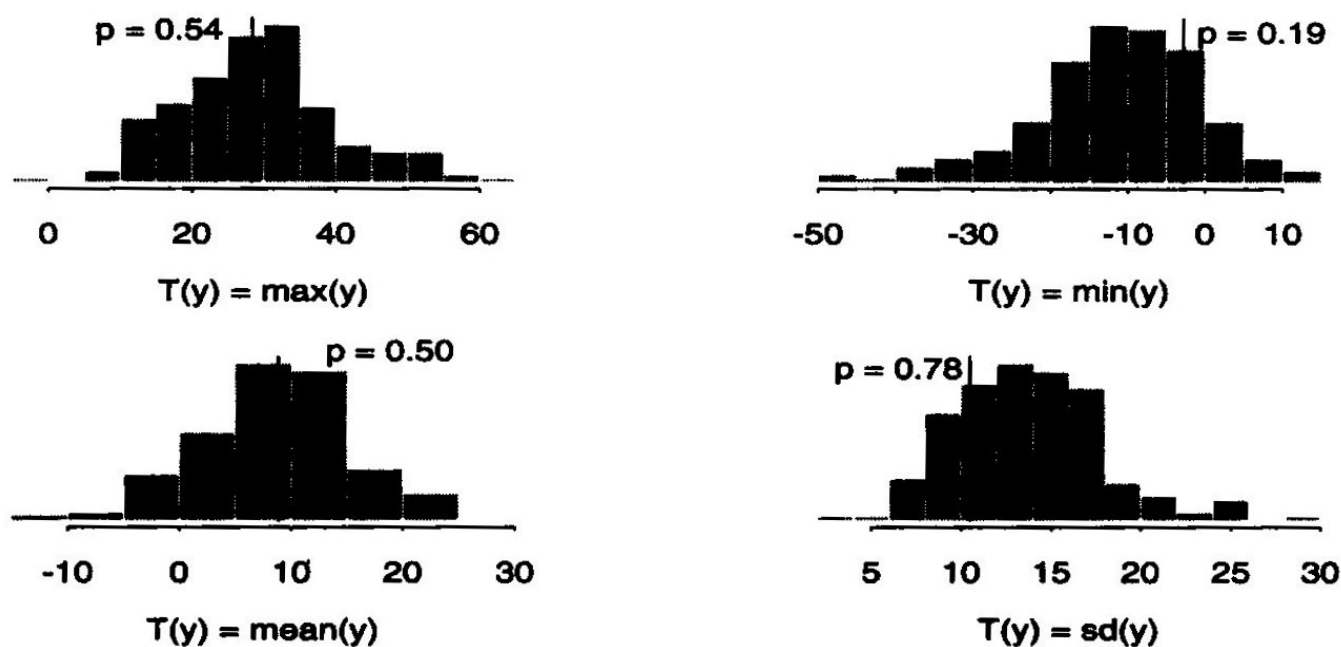 p = 0.54
0 20 40 60
T(y) = max(y)
p = 0.19
-50 -30 -10 0 10
T(y) = min(y)
p = 0.50
-10 0 10 20 30
T(y) = mean(y)
p = 0.78
5 10 15 20 25 30
T(y) = sd(y)